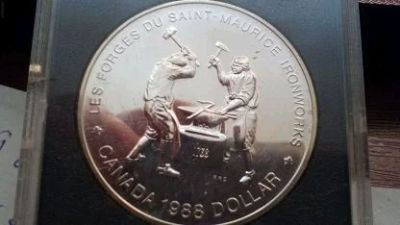 LES FORGES DU SAINT-MAURICE IRONWORKS
1738
CANADA 1988 DOLLAR